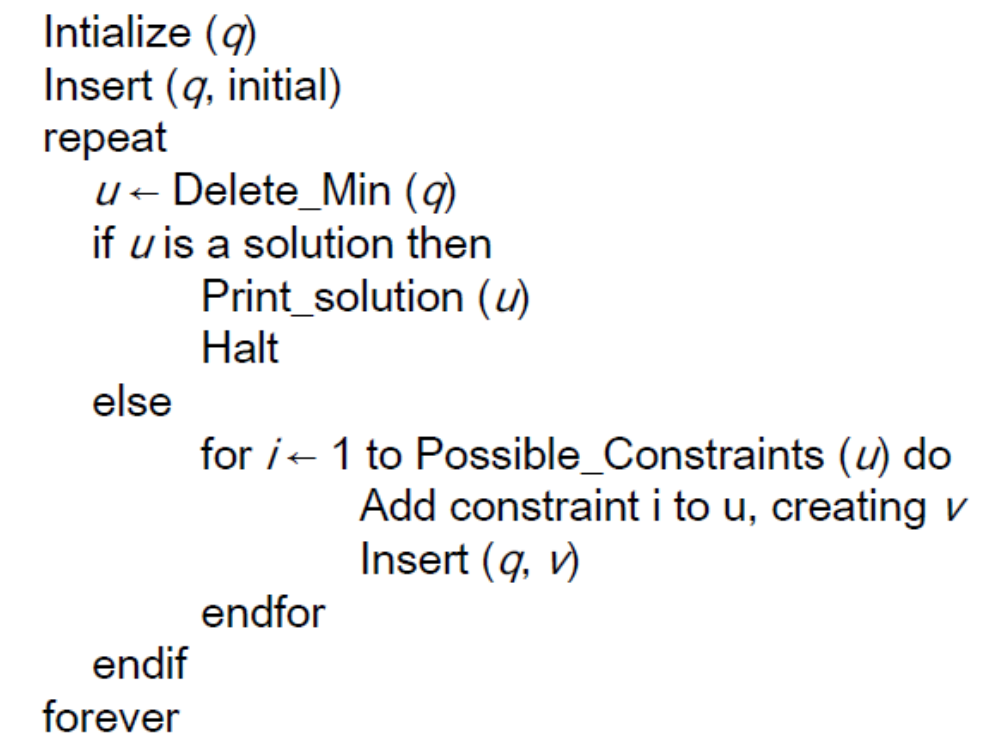 Intialize (q)
Insert (q, initial)
repeat
u ← Delete_Min (q)
if u is a solution then
Print_solution (u)
Halt
else
for i ← 1 to Possible_Constraints (u) do
Add constraint i to u, creating v
Insert (q, v)
endfor
endif
forever